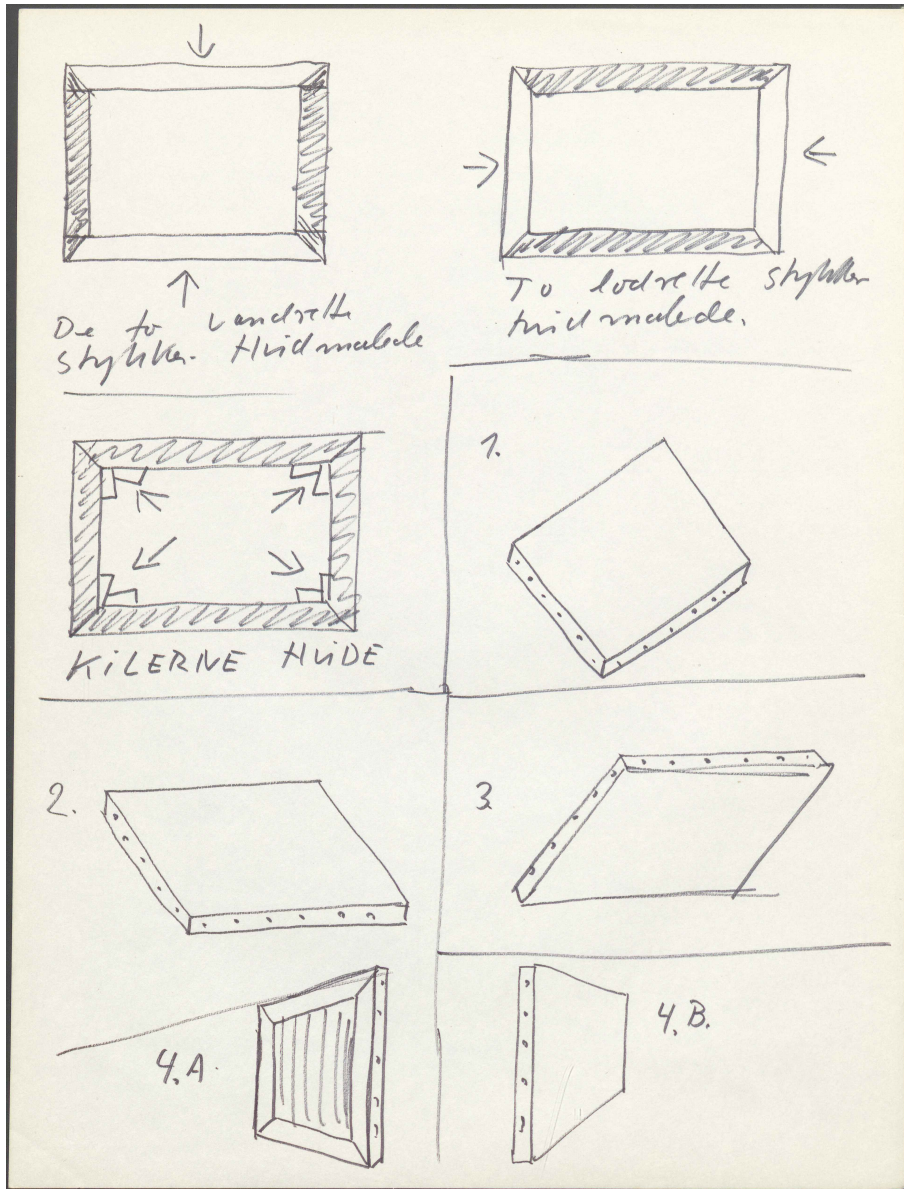 De to vandrette
stykker. Hvidmalede
To lodrette stykker
hvidmalede.
KiLERNE HViDE
1.
2.
3.
4.A.
4.B.